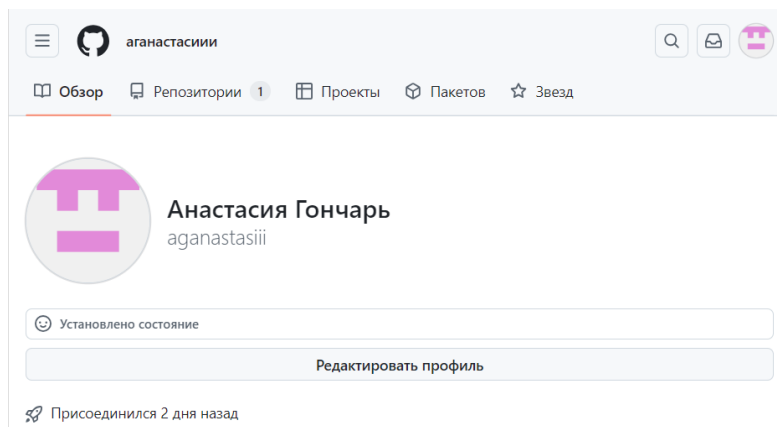 аганастасиии
Обзор Репозитории 1 Проекты Пакетов Звезд
Анастасия Гончарь
aganastasiii
Установлено состояние
Редактировать профиль
Присоединился 2 дня назад